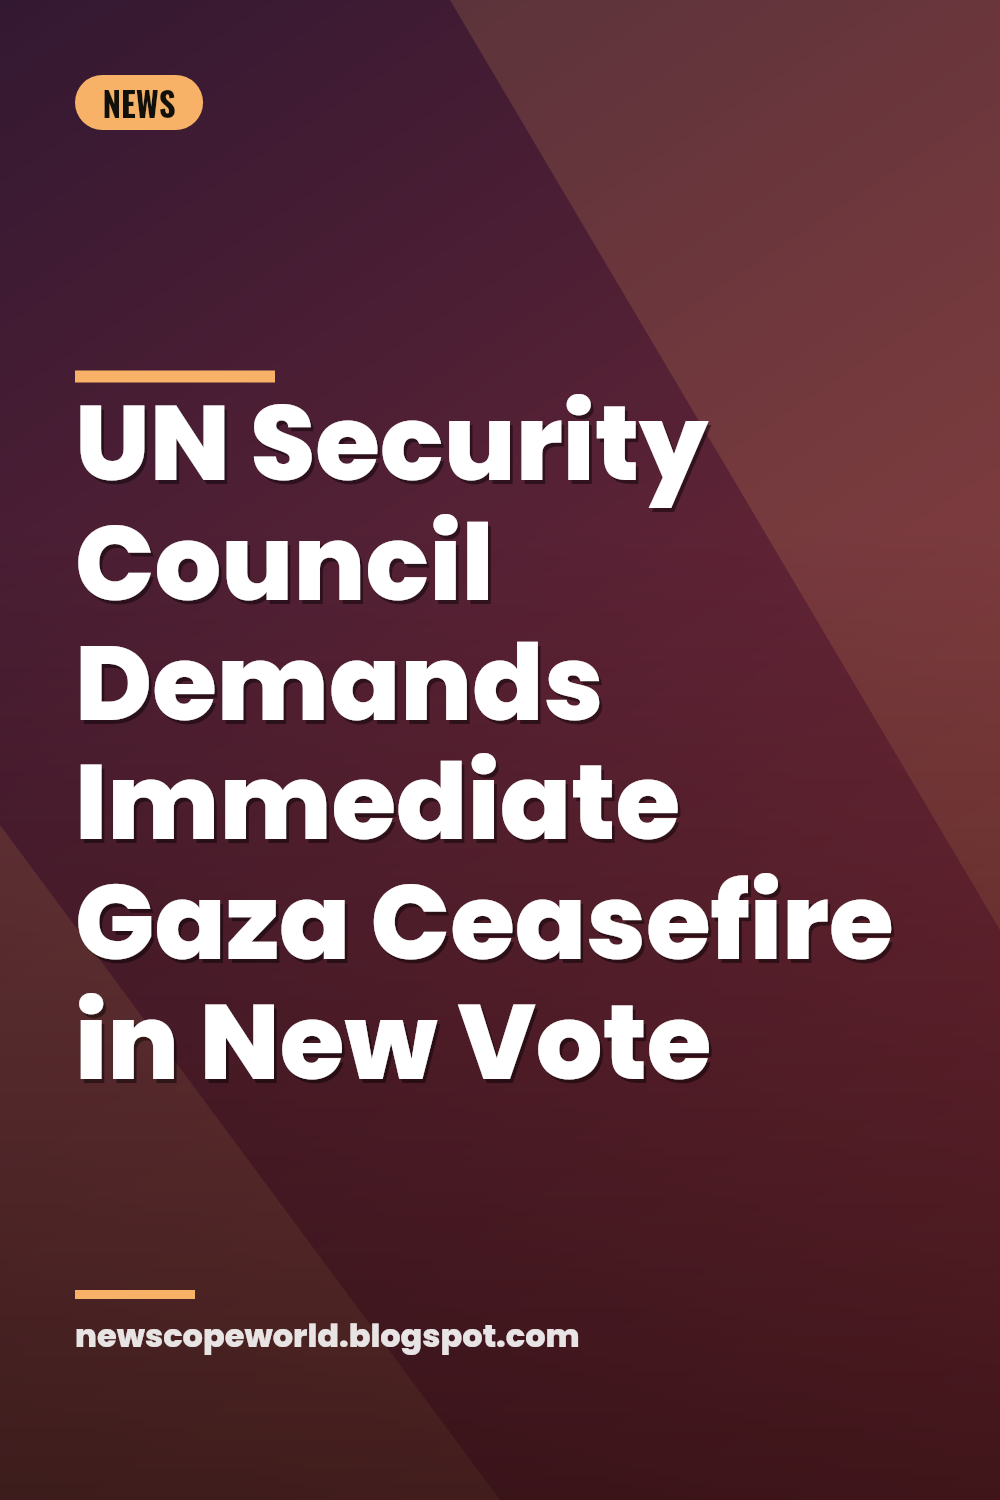 NEWS
UN Security
Council
Demands
Immediate
Gaza Ceasefire
in New Vote
newscopeworld.blogspot.com